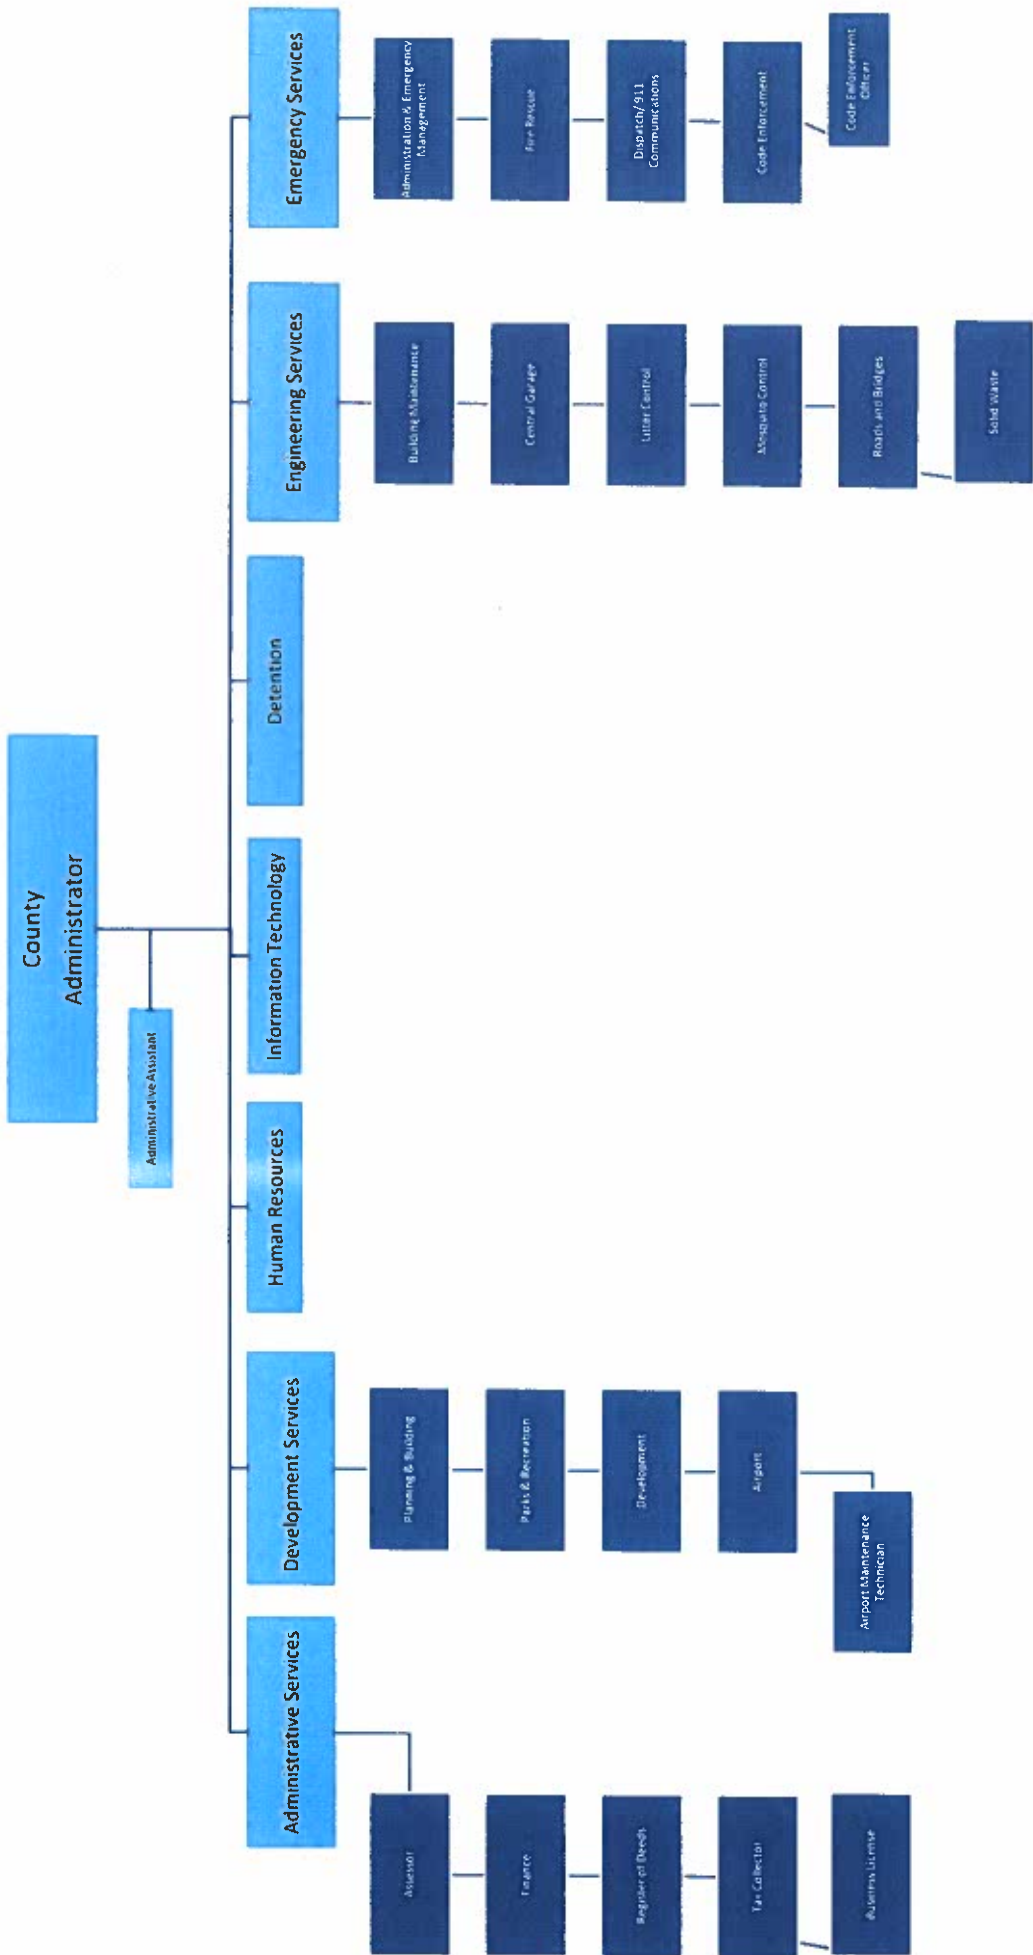 County
Administrator
Administrative Assistant
Administrative Services
Development Services
Human Resources
Information Technology
Detention
Engineering Services
Emergency Services
Assessor
Finance
Register of Deeds
Tax Collector
Business License
Planning & Building
Parks & Recreation
Development
Airport
Airport Maintenance
Technician
Building Maintenance
Central Garage
Litter Control
Mosquito Control
Roads and Bridges
Solid Waste
Administration & Emergency
Management
Fire Rescue
Dispatch/ 911
Communications
Code Enforcement
Code Enforcement
Officer